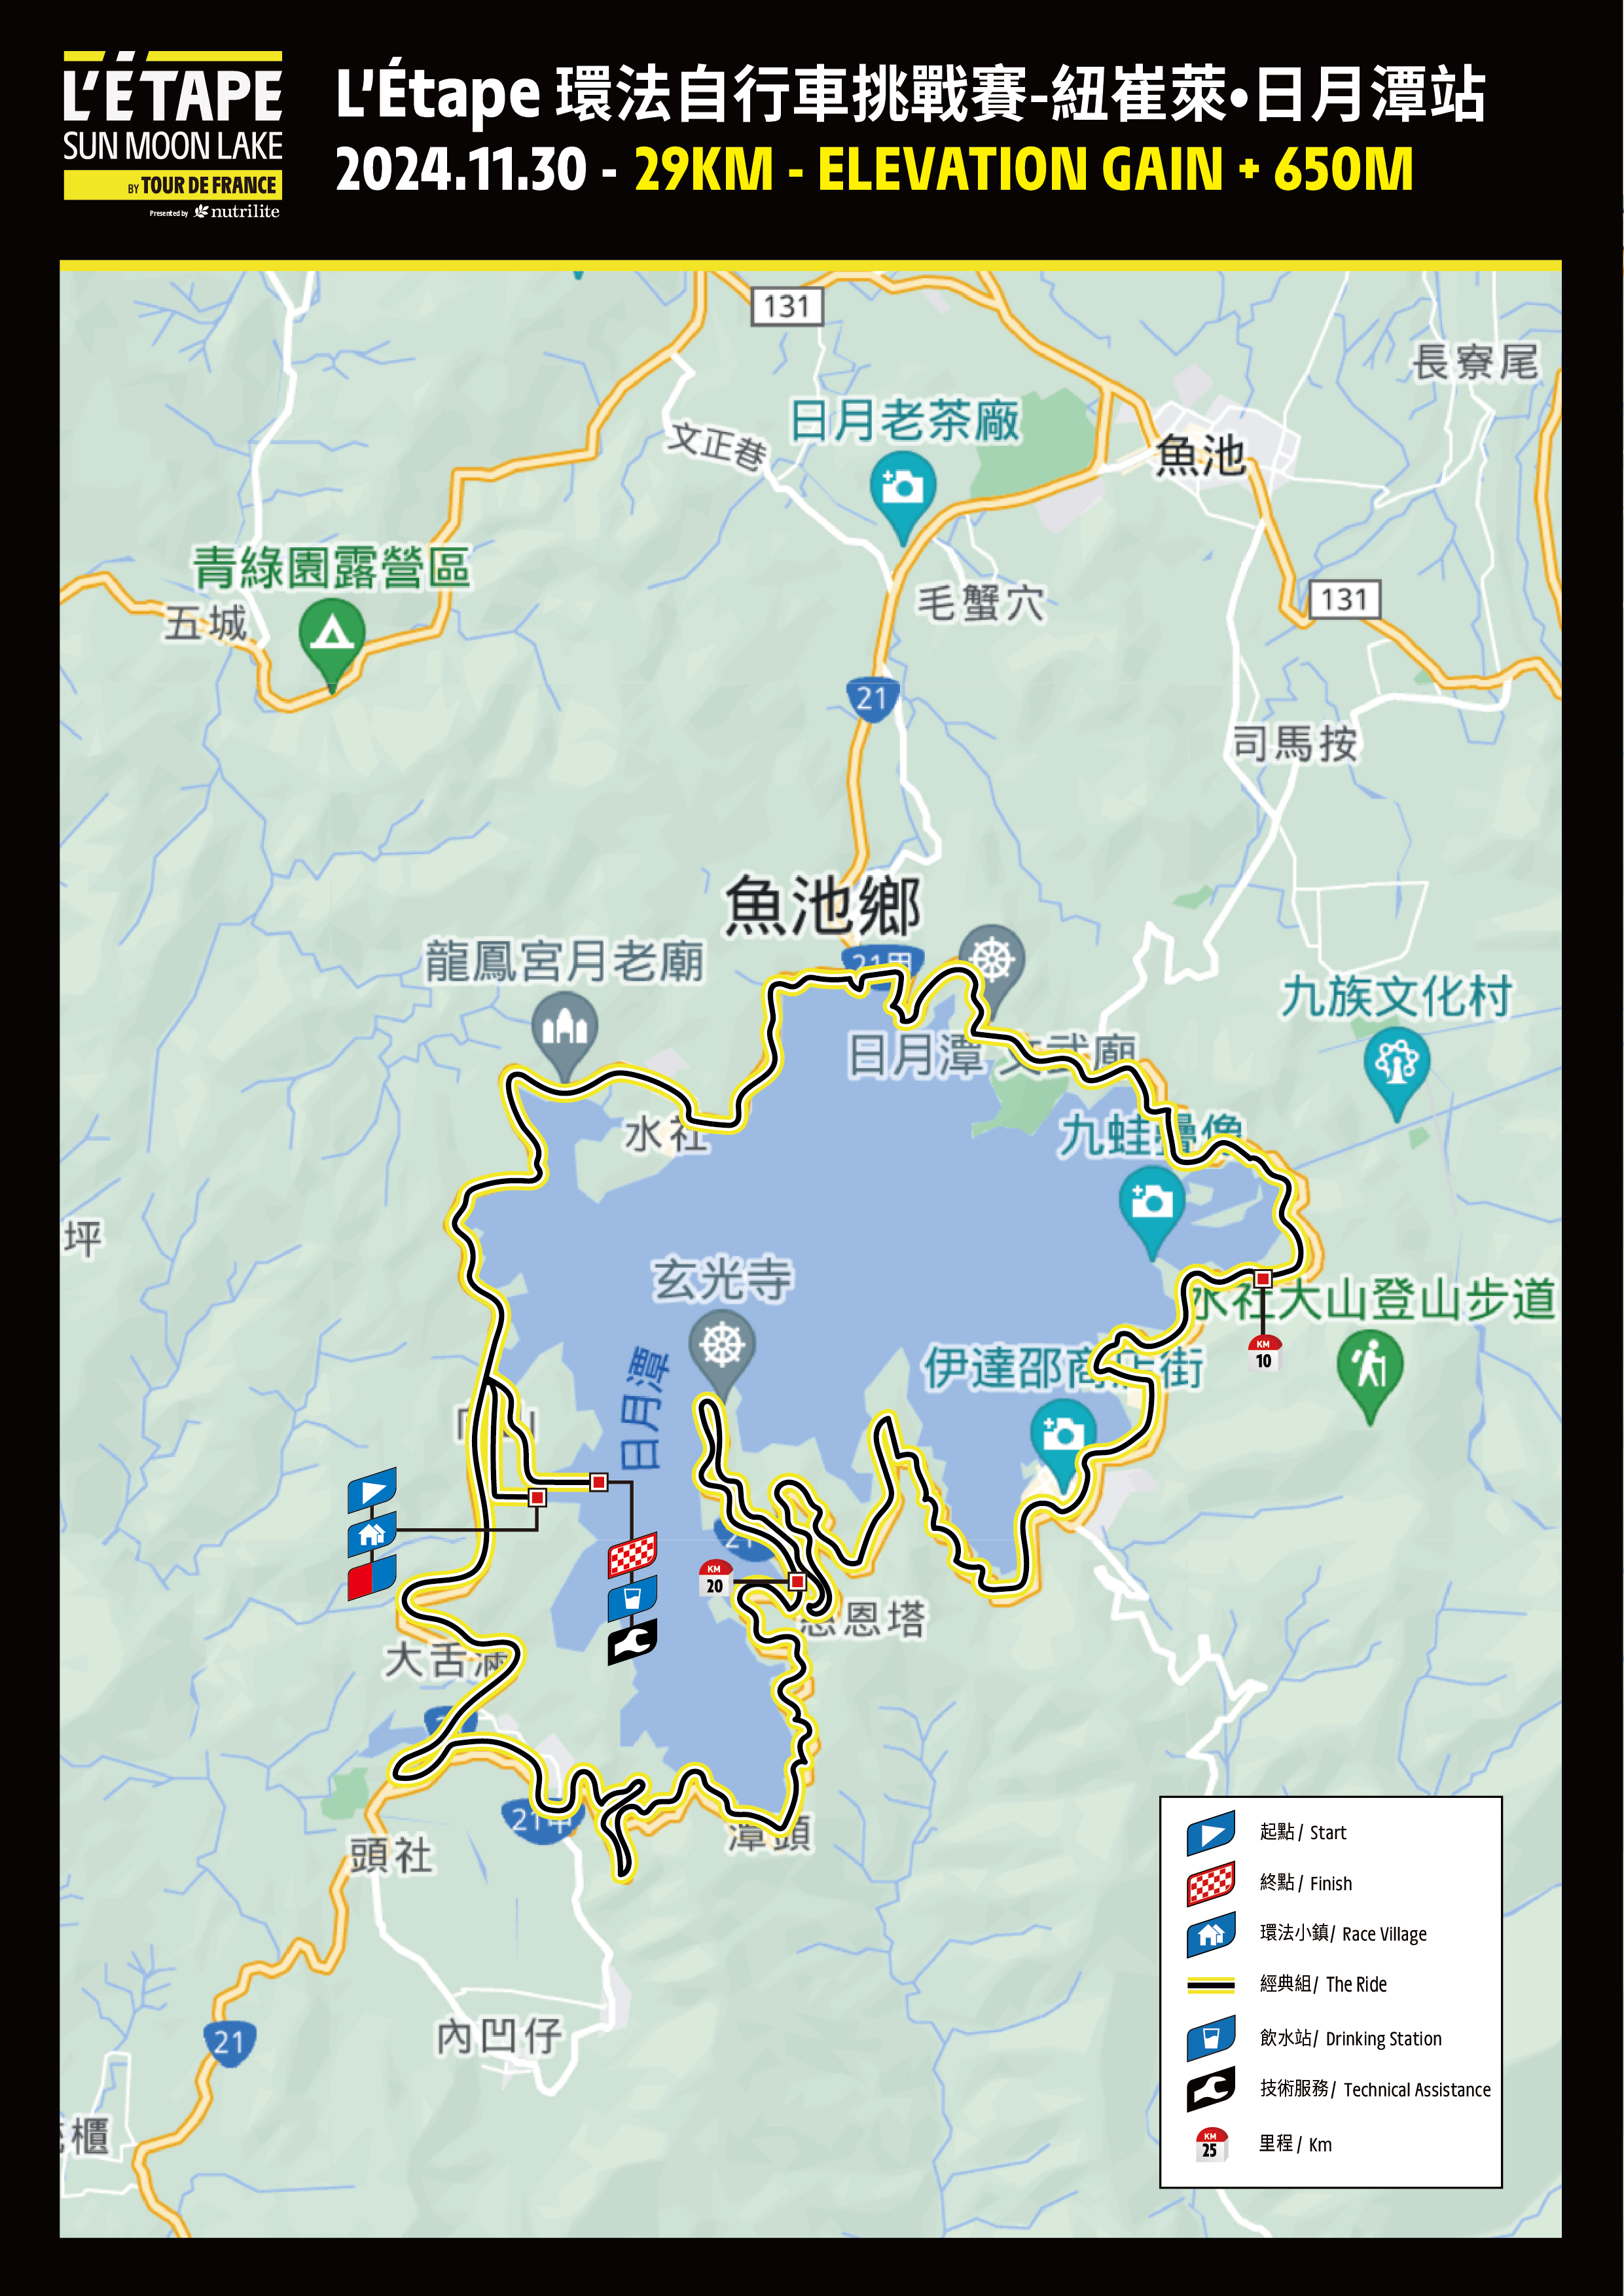 L'ÉTAPE
SUN MOON LAKE
BY TOUR DE FRANCE
Presented by nutrilite
L'Étape 環法自行車挑戰賽-紐崔萊•日月潭站
2024.11.30 - 29KM - ELEVATION GAIN + 650M
131
長寮尾
日月老茶廠
文正巷
魚池
青綠園露營區
五城
毛蟹穴
131
21
司馬按
魚池鄉
龍鳳宮月老廟
21甲
九族文化村
日月潭 文武廟
水社
九蛙疊像
坪
玄光寺
水社大山登山步道
KM
10
伊達邵商店街
日月潭
21
KM
20
慈恩塔
大舌滿
21甲
潭頭
頭社
內凹仔
21
櫃
起點 / Start
終點 / Finish
環法小鎮/ Race Village
經典組/ The Ride
飲水站/ Drinking Station
技術服務/ Technical Assistance
KM
25
里程 / Km